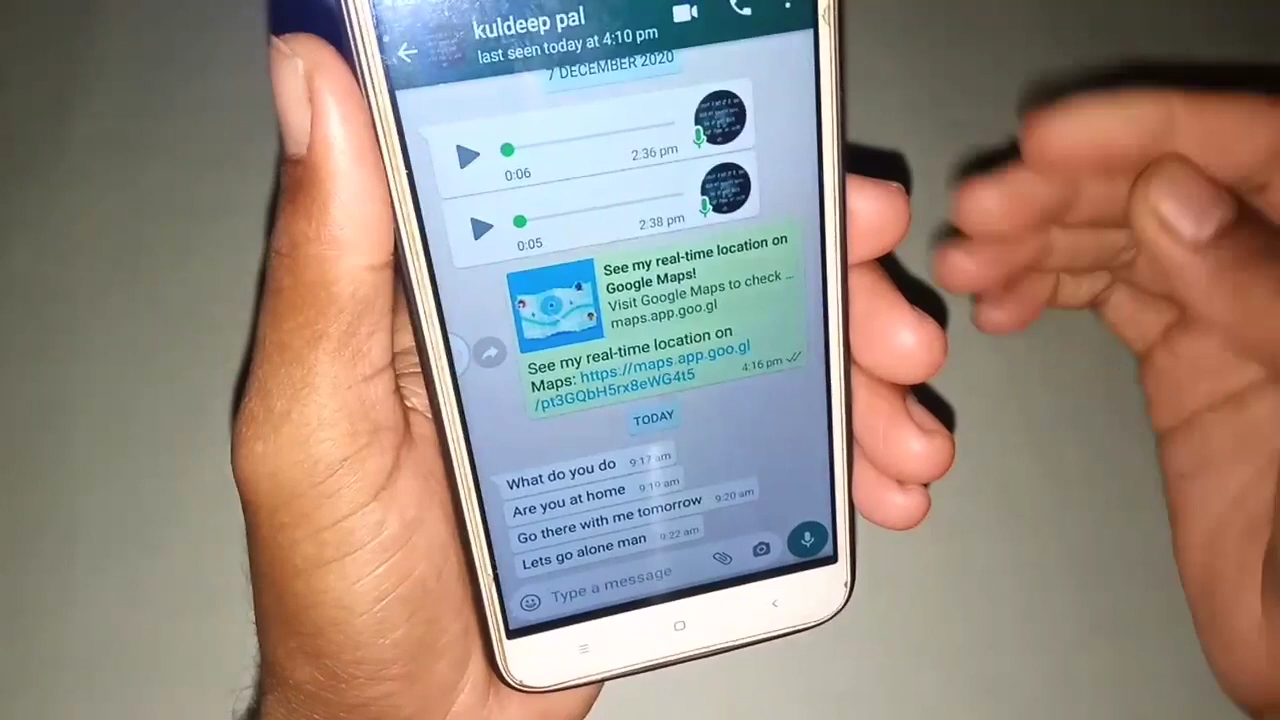 kuldeep pal
last seen today at 4:10 pm
7 DECEMBER 2020
0:06
2:36 pm
0:05
2:38 pm
See my real-time location on
Google Maps!
Visit Google Maps to check ...
maps.app.goo.gl
See my real-time location on
Maps: https://maps.app.goo.gl
/pt3GQbH5rx8eWG4t5
4:16 pm
TODAY
What do you do 9:17 am
Are you at home 9:19 am
Go there with me tomorrow 9:20 am
Lets go alone man 9:22 am
Type a message